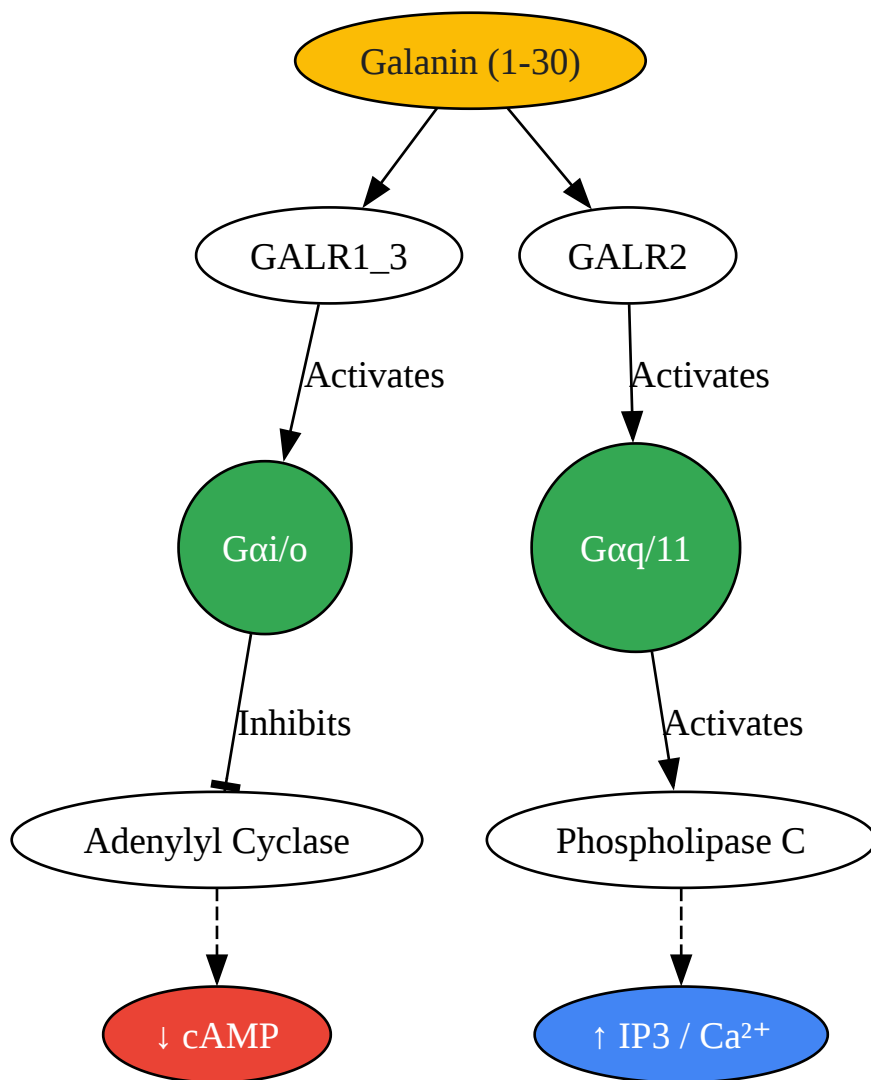 Galanin (1-30)
GALR1_3
GALR2
Activates
Activates
Gαi/o
Gαq/11
Inhibits
Activates
Adenylyl Cyclase
Phospholipase C
↓ cAMP
↑ IP3 / Ca²⁺